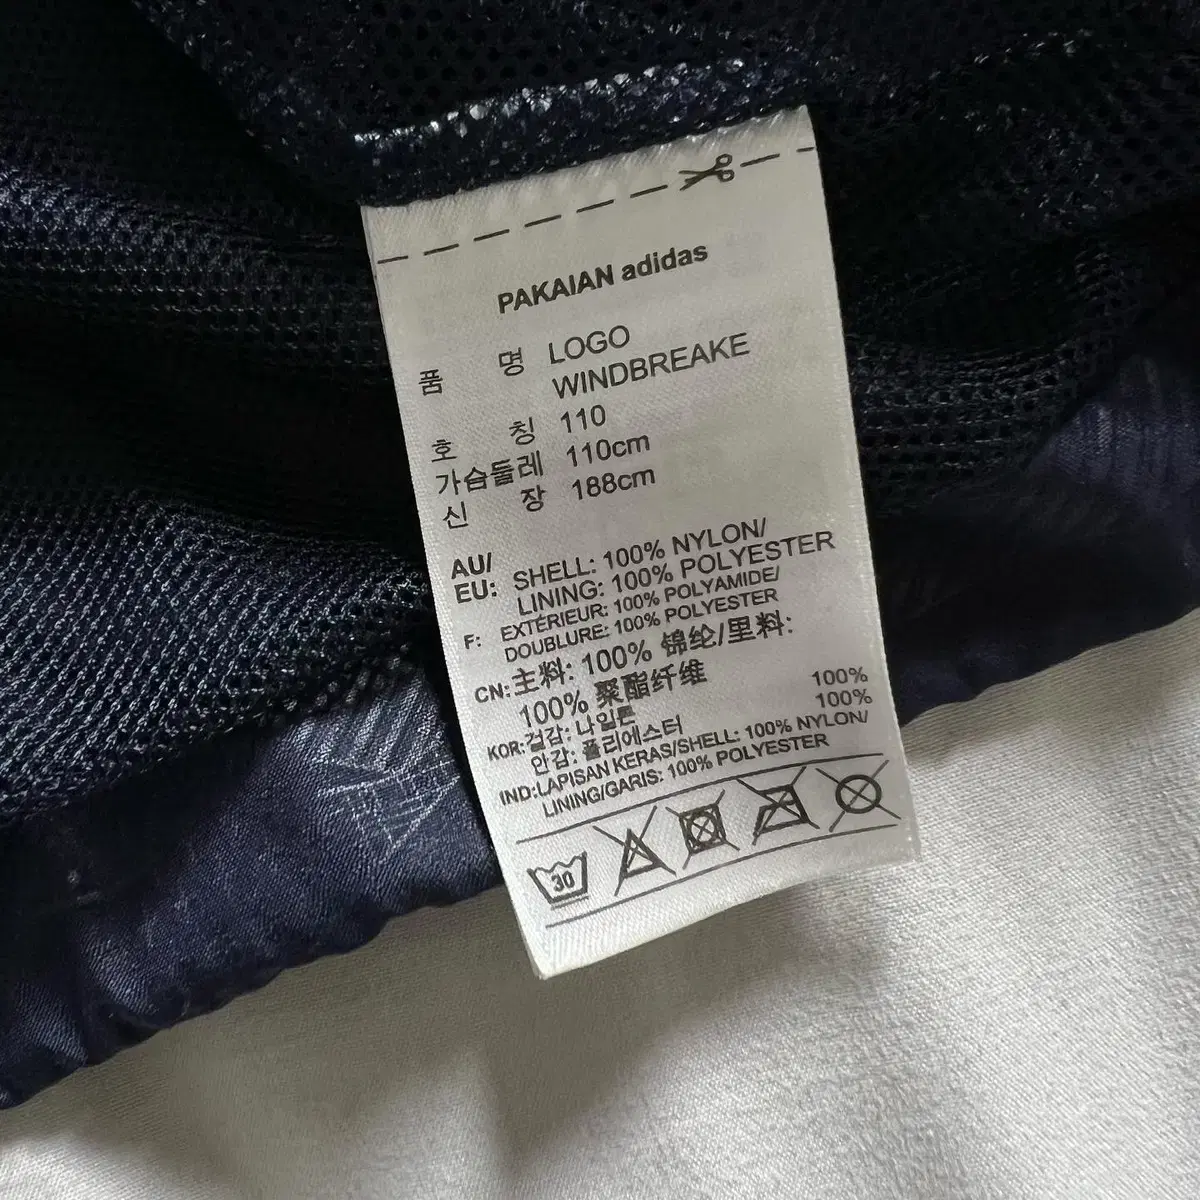 PAKAIAN adidas
품 명 LOGO
WINDBREAKE
호 칭 110
가슴둘레 110cm
신 장 188cm
AU/
EU: SHELL: 100% NYLON/
LINING: 100% POLYESTER
F: EXTÉRIEUR: 100% POLYAMIDE/
DOUBLURE: 100% POLYESTER
CN: 主料: 100% 锦纶/里料:
100% 聚酯纤维
KOR: 겉감: 나일론 100%
안감: 폴리에스터 100%
IND: LAPISAN KERAS/SHELL: 100% NYLON/
LINING/GARIS: 100% POLYESTER
30